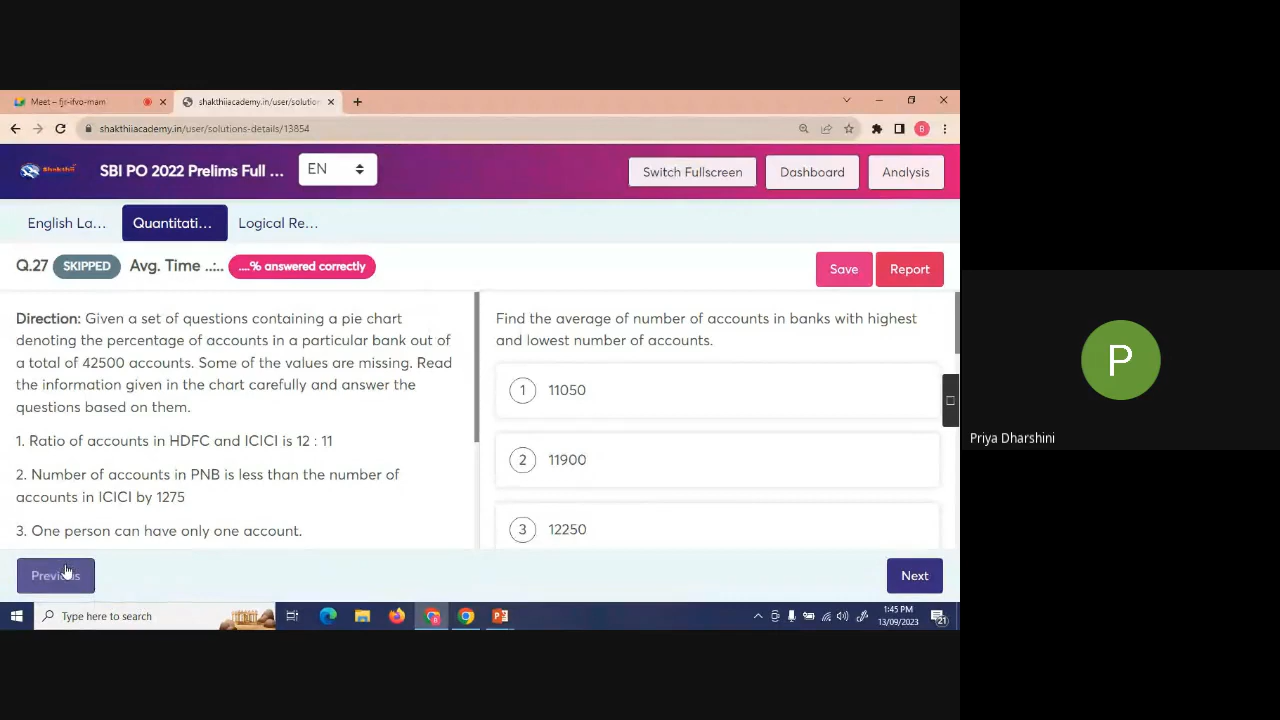 Meet – fjr-ifvo-mam
shakthiiacademy.in/user/solution
shakthiiacademy.in/user/solutions-details/13854
B
Shakthii
SBI PO 2022 Prelims Full ...
EN
Switch Fullscreen
Dashboard
Analysis
English La...
Quantitati...
Logical Re...
Q.27
SKIPPED
Avg. Time ..:..
....% answered correctly
Save
Report
Direction: Given a set of questions containing a pie chart
denoting the percentage of accounts in a particular bank out of
a total of 42500 accounts. Some of the values are missing. Read
the information given in the chart carefully and answer the
questions based on them.
1. Ratio of accounts in HDFC and ICICI is 12 : 11
2. Number of accounts in PNB is less than the number of
accounts in ICICI by 1275
3. One person can have only one account.
Find the average of number of accounts in banks with highest
and lowest number of accounts.
1 11050
2 11900
3 12250
Previous
Next
Type here to search
1:45 PM
13/09/2023
21
P
Priya Dharshini